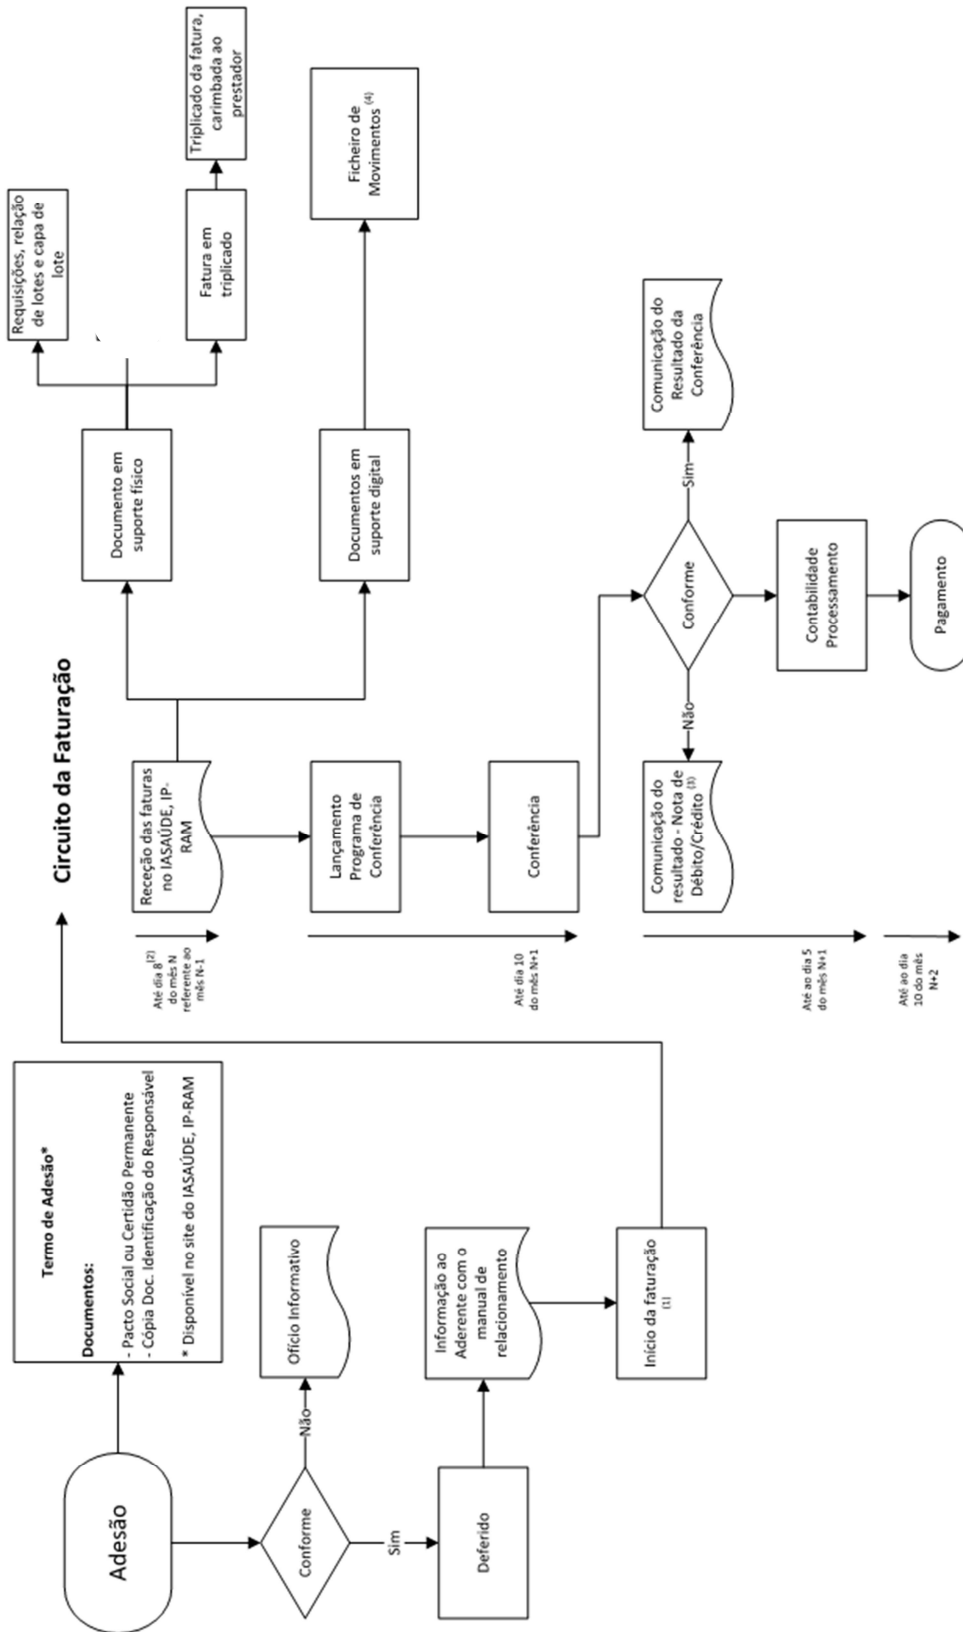 Adesão
Termo de Adesão*
Documentos:
- Pacto Social ou Certidão Permanente
- Cópia Doc. Identificação do Responsável
* Disponível no site do IASAÚDE, IP-RAM
Conforme
Não
Ofício Informativo
Sim
Deferido
Informação ao
Aderente com o
manual de
relacionamento
Início da faturação
(1)
Circuito da Faturação
Até dia 8(2)
do mês N
referente ao
mês N-1
Receção das faturas
no IASAÚDE, IP-
RAM
Documento em
suporte físico
Requisições, relação
de lotes e capa de
lote
Fatura em
triplicado
Triplicado da fatura,
carimbada ao
prestador
Documentos em
suporte digital
Ficheiro de
Movimentos (4)
Até dia 10
do mês N+1
Lançamento
Programa de
Conferência
Conferência
Até ao dia 5
do mês N+1
Comunicação do
resultado - Nota de
Débito/Crédito (3)
Não
Conforme
Sim
Comunicação do
Resultado da
Conferência
Contabilidade
Processamento
Até ao dia
10 do mês
N+2
Pagamento